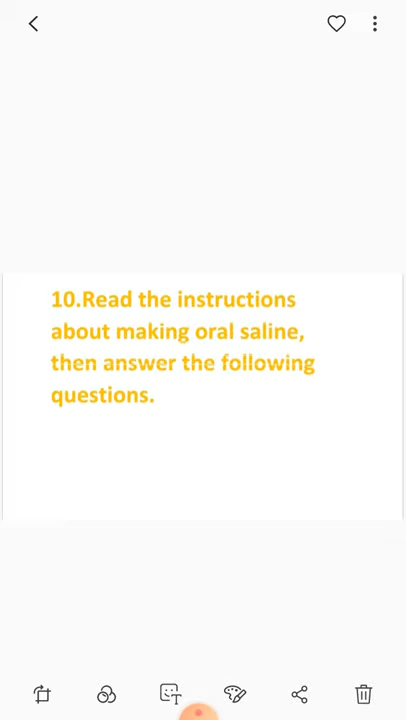 10.Read the instructions
about making oral saline,
then answer the following
questions.